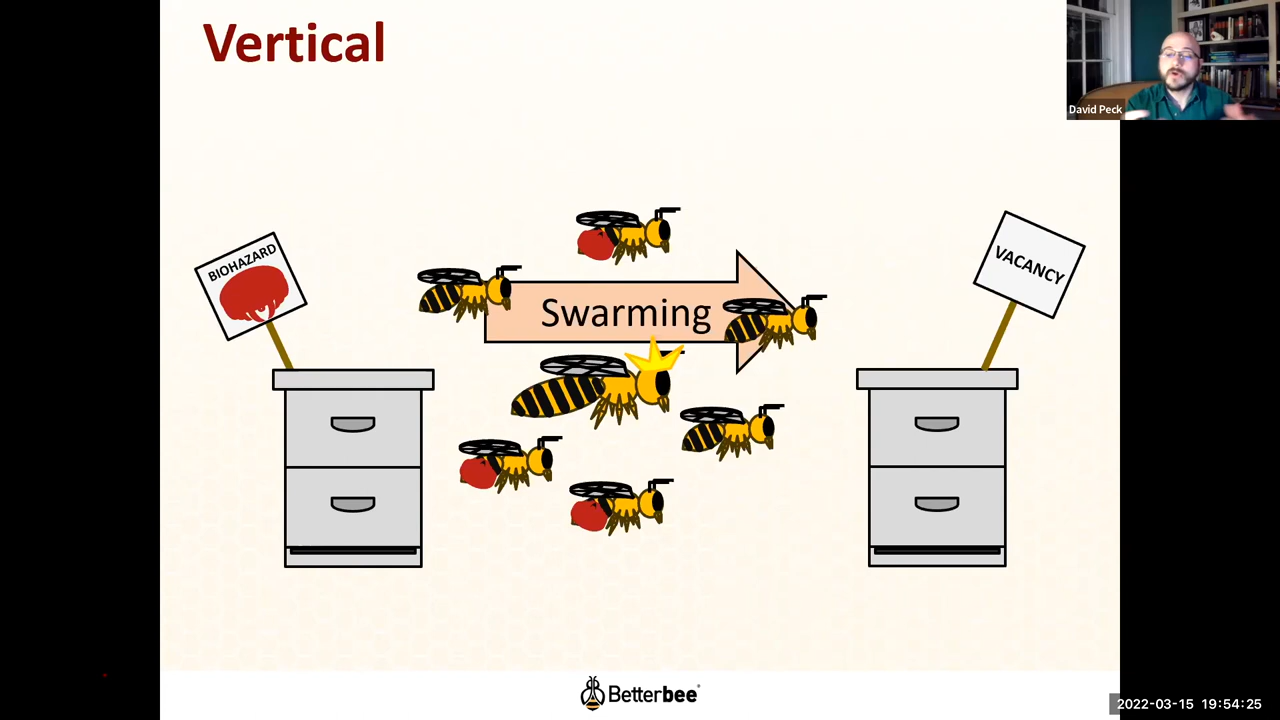 Vertical
David Peck
BIOHAZARD
VACANCY
Swarming
Betterbee
2022-03-15 19:54:25